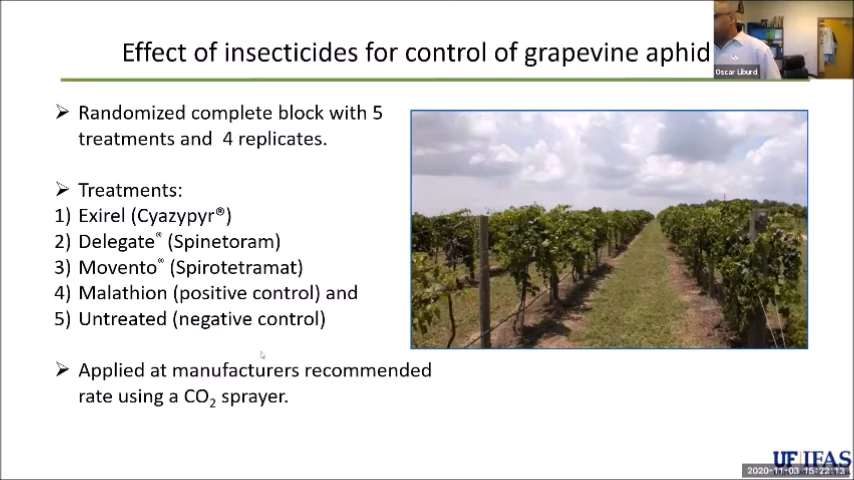 Effect of insecticides for control of grapevine aphid
Oscar Liburd
➢ Randomized complete block with 5
treatments and 4 replicates.
➢ Treatments:
1) Exirel (Cyazypyr®)
2) Delegate® (Spinetoram)
3) Movento® (Spirotetramat)
4) Malathion (positive control) and
5) Untreated (negative control)
➢ Applied at manufacturers recommended
rate using a CO₂ sprayer.
UF IFAS
2020-11-03 15:22:13